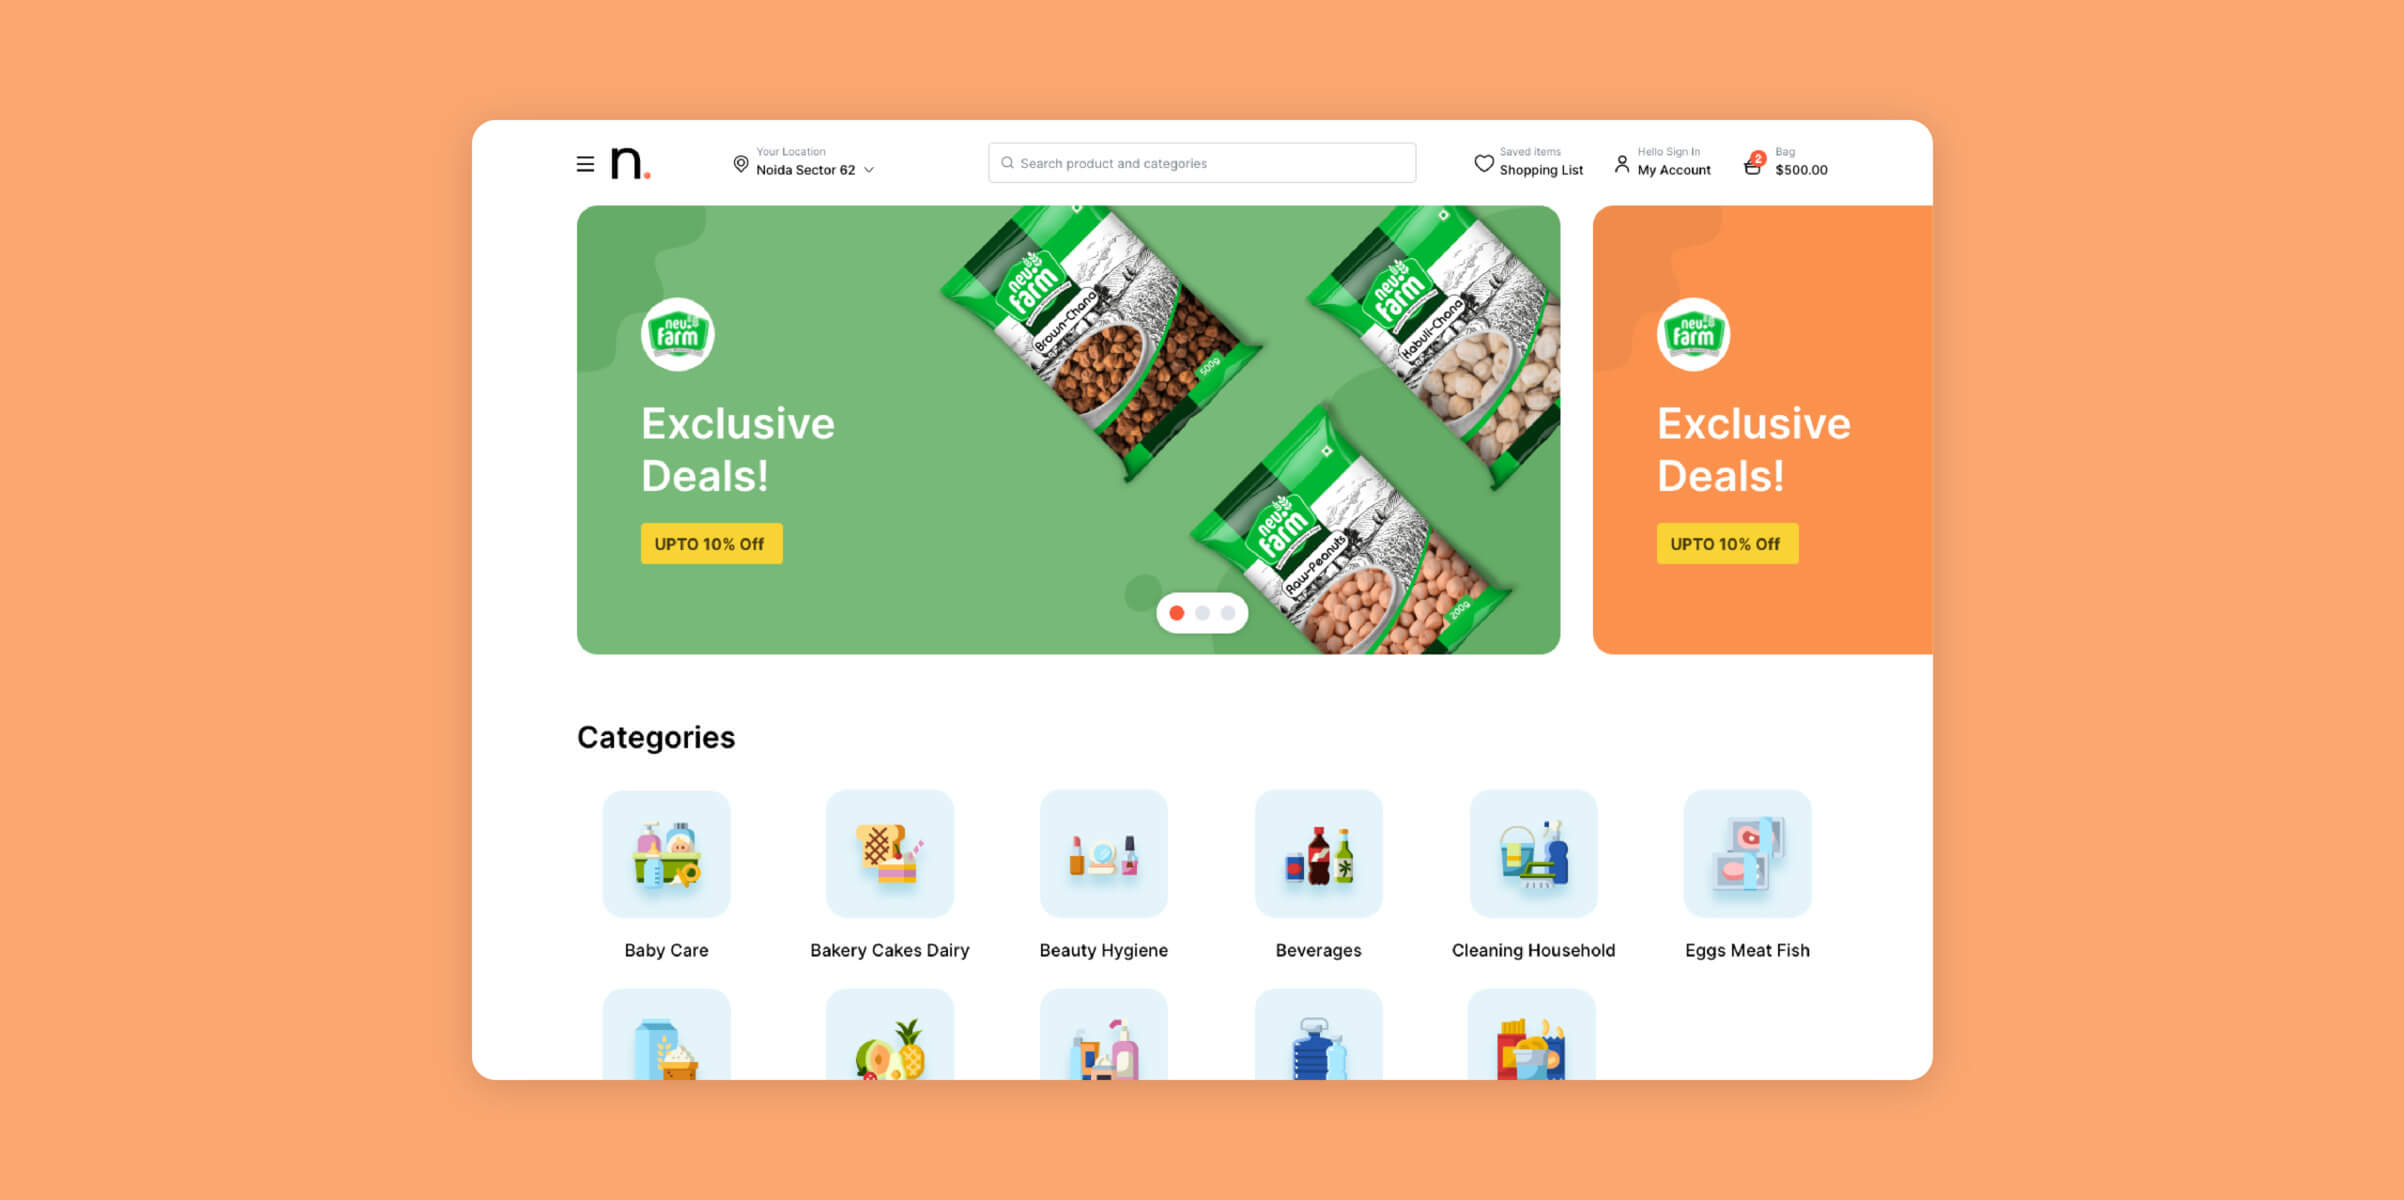 n.
Your Location
Noida Sector 62
Search product and categories
Saved items
Shopping List
Hello Sign In
My Account
2
Bag
$500.00
neu
farm
Exclusive
Deals!
UPTO 10% Off
neu
farm
Brown-Chana
500g
neu
farm
Kabuli-Chana
neu
farm
Raw-Peanuts
200g
neu
farm
Exclusive
Deals!
UPTO 10% Off
Categories
Baby Care
Bakery Cakes Dairy
Beauty Hygiene
Beverages
Cleaning Household
Eggs Meat Fish